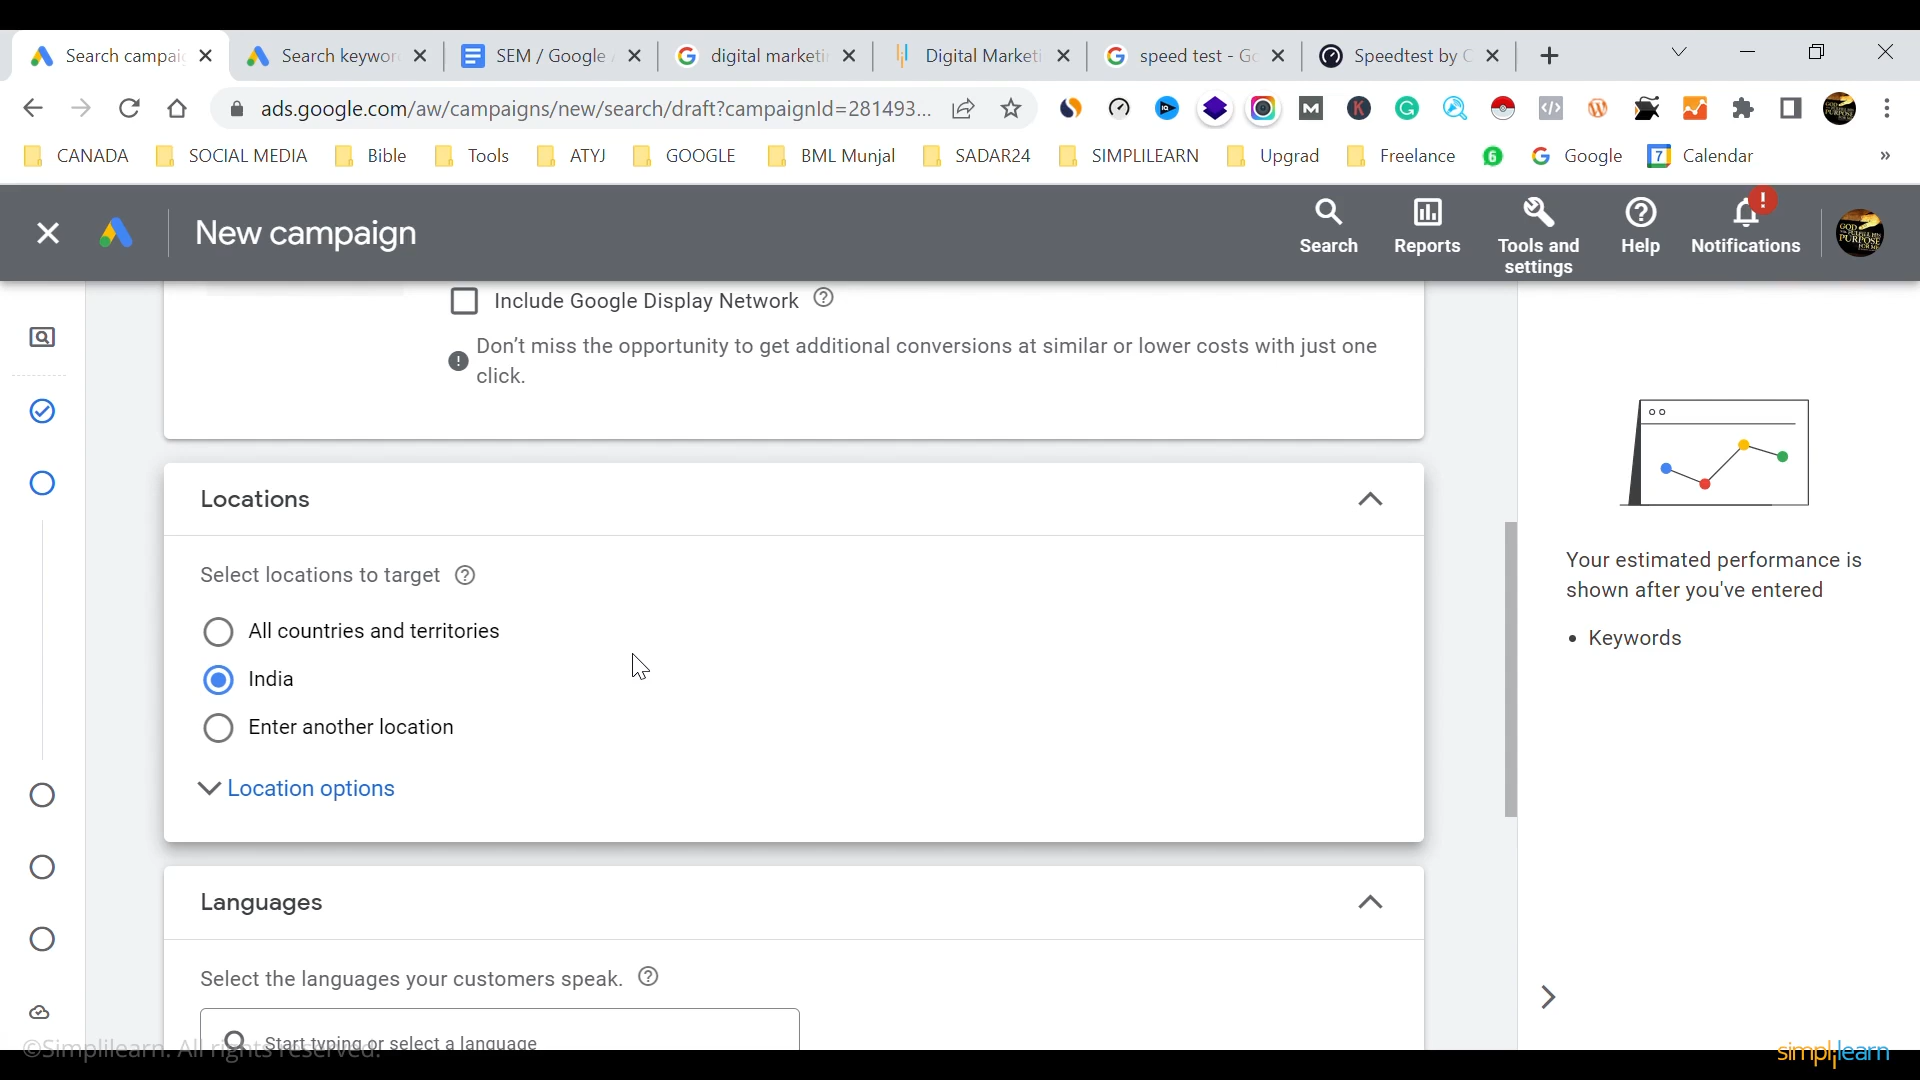 Search campai
Search keywor
SEM / Google
digital marketi
Digital Marketi
speed test - Go
Speedtest by
ads.google.com/aw/campaigns/new/search/draft?campaignId=281493...
CANADA
SOCIAL MEDIA
Bible
Tools
ATYJ
GOOGLE
BML Munjal
SADAR24
SIMPLILEARN
Upgrad
Freelance
Google
7
Calendar
»
New campaign
Search
Reports
Tools and
settings
Help
Notifications
Include Google Display Network
Don't miss the opportunity to get additional conversions at similar or lower costs with just one
click.
Locations
Select locations to target
All countries and territories
India
Enter another location
Location options
Languages
Select the languages your customers speak.
Start typing or select a language
Your estimated performance is
shown after you've entered
• Keywords
©Simplilearn. All rights reserved.
simplilearn